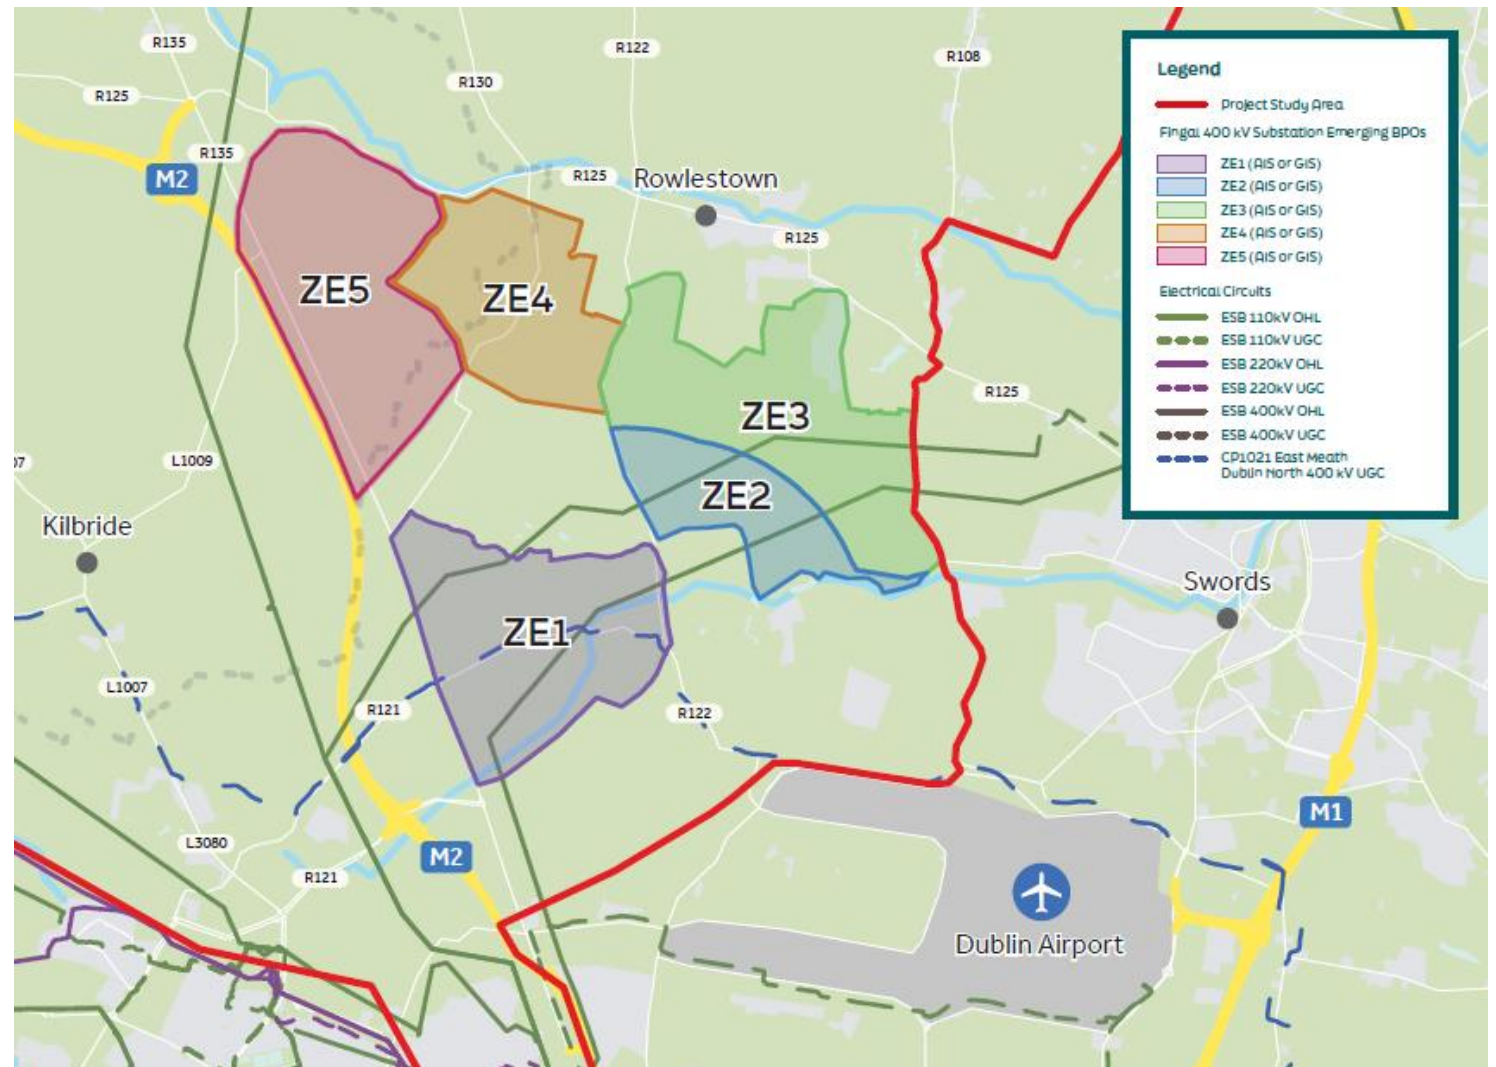 R135
R122
R130
R108
R125
R135
M2
R125
Rowlestown
R125
ZE5
ZE4
R125
ZE3
L1009
ZE2
Kilbride
Swords
ZE1
L1007
R121
R122
M1
L3080
M2
R121
Dublin Airport
Legend
Project Study Area
Fingal 400 kV Substation Emerging BPOs
ZE1 (AIS or GIS)
ZE2 (AIS or GIS)
ZE3 (AIS or GIS)
ZE4 (AIS or GIS)
ZE5 (AIS or GIS)
Electrical Circuits
ESB 110kV OHL
ESB 110kV UGC
ESB 220kV OHL
ESB 220kV UGC
ESB 400kV OHL
ESB 400kV UGC
CP1021 East Meath
Dublin North 400 kV UGC